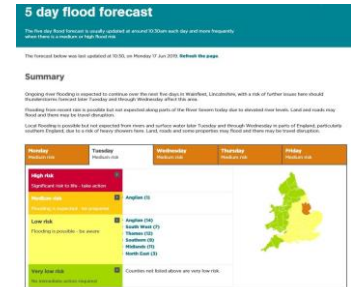 5 day flood forecast
The five day flood forecast is usually updated at around 10:30am each day and more frequently
when there is a medium or high flood risk
The forecast below was last updated at 10:30, on Monday 17 Jun 2019. Refresh the page.
Summary
Ongoing river flooding is expected to continue over the next five days in Wainfleet, Lincolnshire, with a risk of further issues here should
thunderstorms forecast later Tuesday and through Wednesday affect this area.
Flooding from recent rain is possible but not expected along parts of the River Severn today due to elevated river levels. Land and roads may
flood and there may be travel disruption.
Local flooding is possible but not expected from rivers and surface water later Tuesday and through Wednesday in parts of England, particularly
southern England, due to a risk of heavy showers here. Land, roads and some properties may flood and there may be travel disruption.
Monday Tuesday Wednesday Thursday Friday
Medium risk Medium risk Medium risk Medium risk Medium risk
High risk
Significant risk to life - take action
Medium risk Anglian (1)
Flooding is expected - be prepared
Low risk Anglian (14)
Flooding is possible - be aware South West (7)
Thames (12)
Southern (9)
Midlands (11)
North East (3)
Very low risk Counties not listed above are very low risk.
No immediate action required